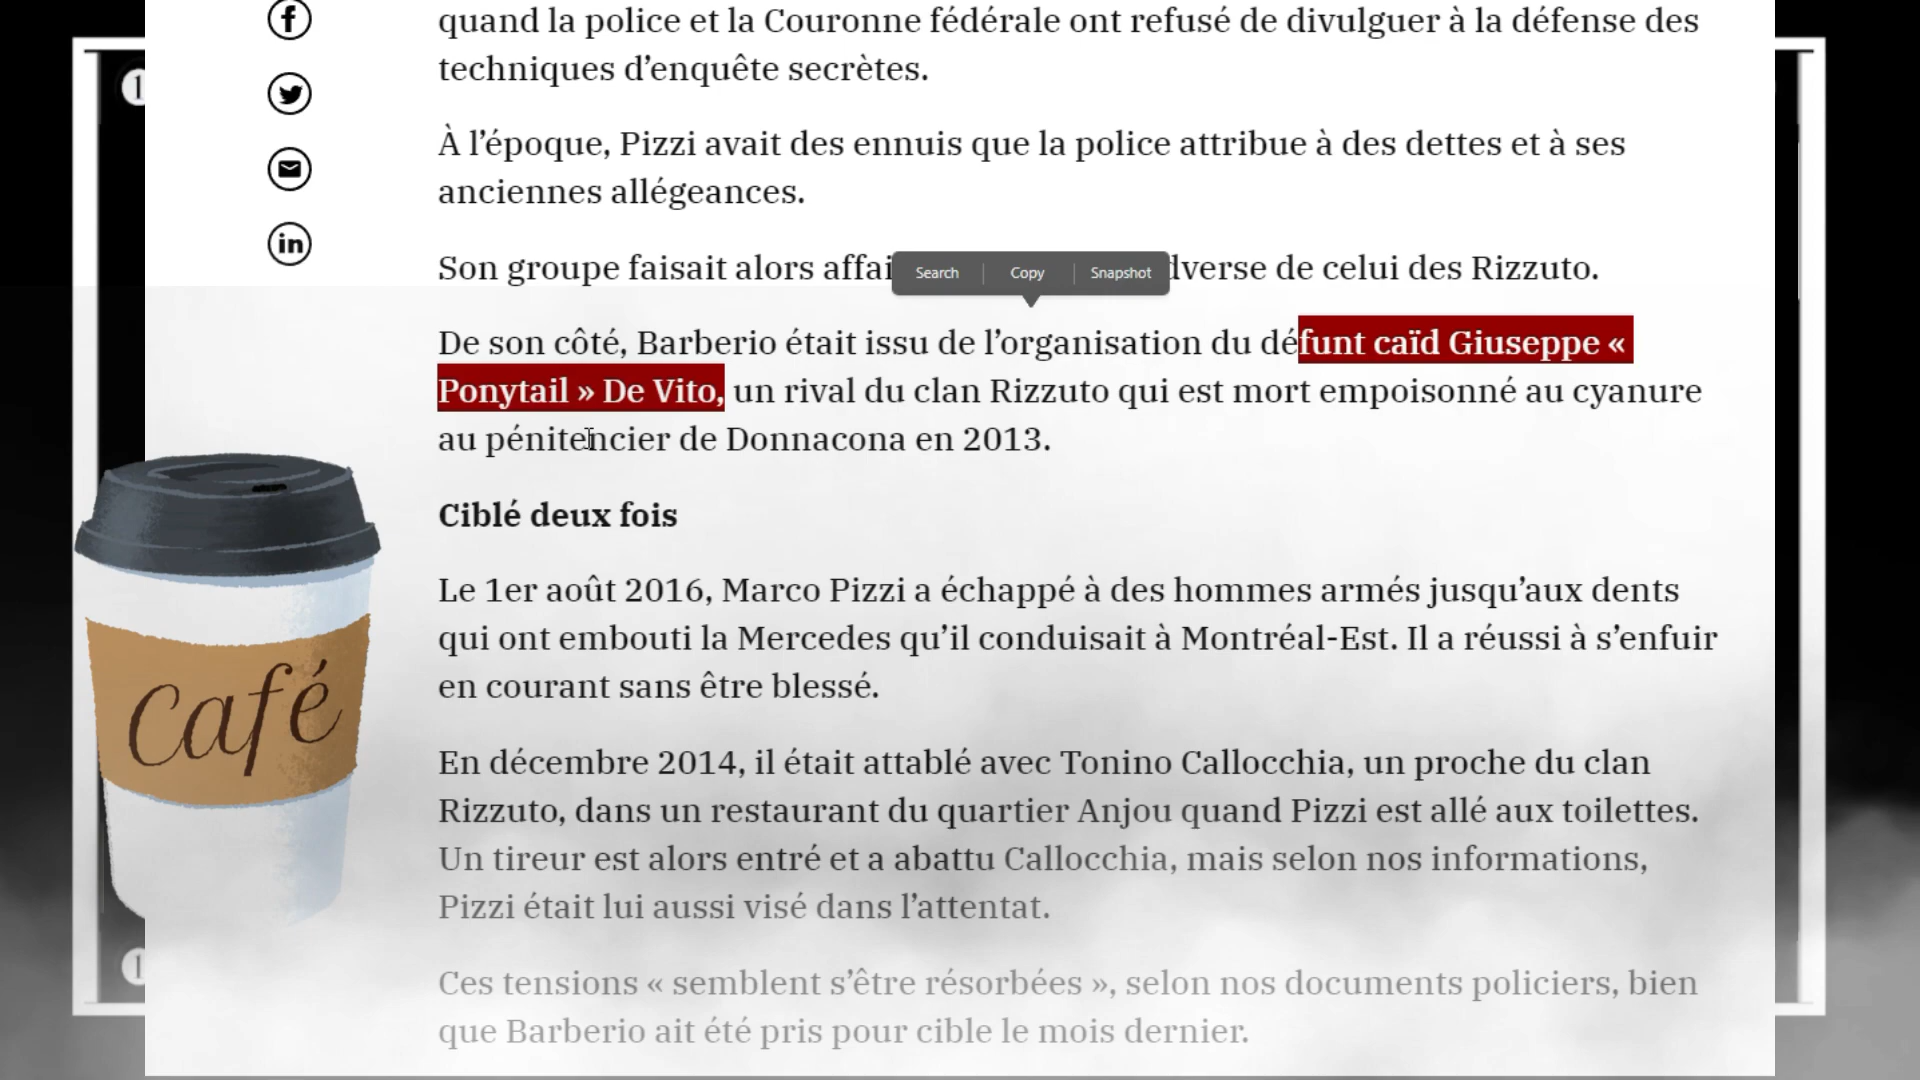 quand la police et la Couronne fédérale ont refusé de divulguer à la défense des
techniques d’enquête secrètes.
À l’époque, Pizzi avait des ennuis que la police attribue à des dettes et à ses
anciennes allégeances.
Son groupe faisait alors affai
Search Copy Snapshot
dverse de celui des Rizzuto.
De son côté, Barberio était issu de l’organisation du défunt caïd Giuseppe «
Ponytail » De Vito, un rival du clan Rizzuto qui est mort empoisonné au cyanure
au pénitencier de Donnacona en 2013.
Ciblé deux fois
Le 1er août 2016, Marco Pizzi a échappé à des hommes armés jusqu’aux dents
qui ont embouti la Mercedes qu’il conduisait à Montréal-Est. Il a réussi à s’enfuir
en courant sans être blessé.
En décembre 2014, il était attablé avec Tonino Callocchia, un proche du clan
Rizzuto, dans un restaurant du quartier Anjou quand Pizzi est allé aux toilettes.
Un tireur est alors entré et a abattu Callocchia, mais selon nos informations,
Pizzi était lui aussi visé dans l’attentat.
Ces tensions « semblent s’être résorbées », selon nos documents policiers, bien
que Barberio ait été pris pour cible le mois dernier.
Café